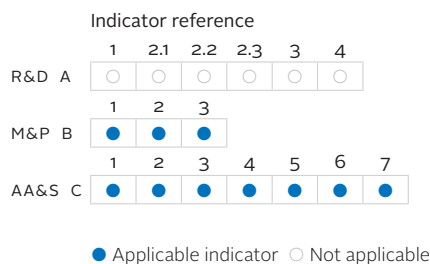 Indicator reference
1 2.1 2.2 2.3 3 4
R&D A
1 2 3
M&P B
1 2 3 4 5 6 7
AA&S C
Applicable indicator Not applicable